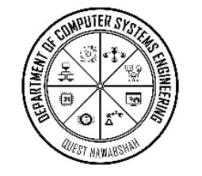 DEPARTMENT OF COMPUTER SYSTEMS ENGINEERING
QUEST NAWABSHAH